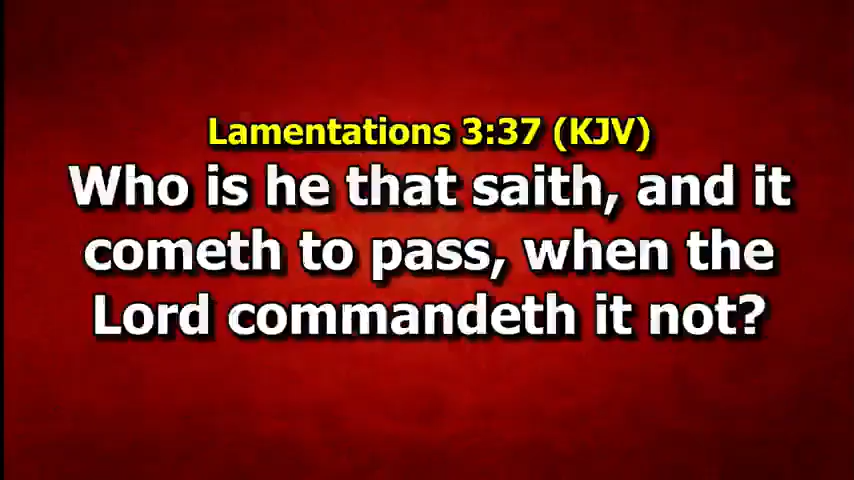 Lamentations 3:37 (KJV)
Who is he that saith, and it
cometh to pass, when the
Lord commandeth it not?